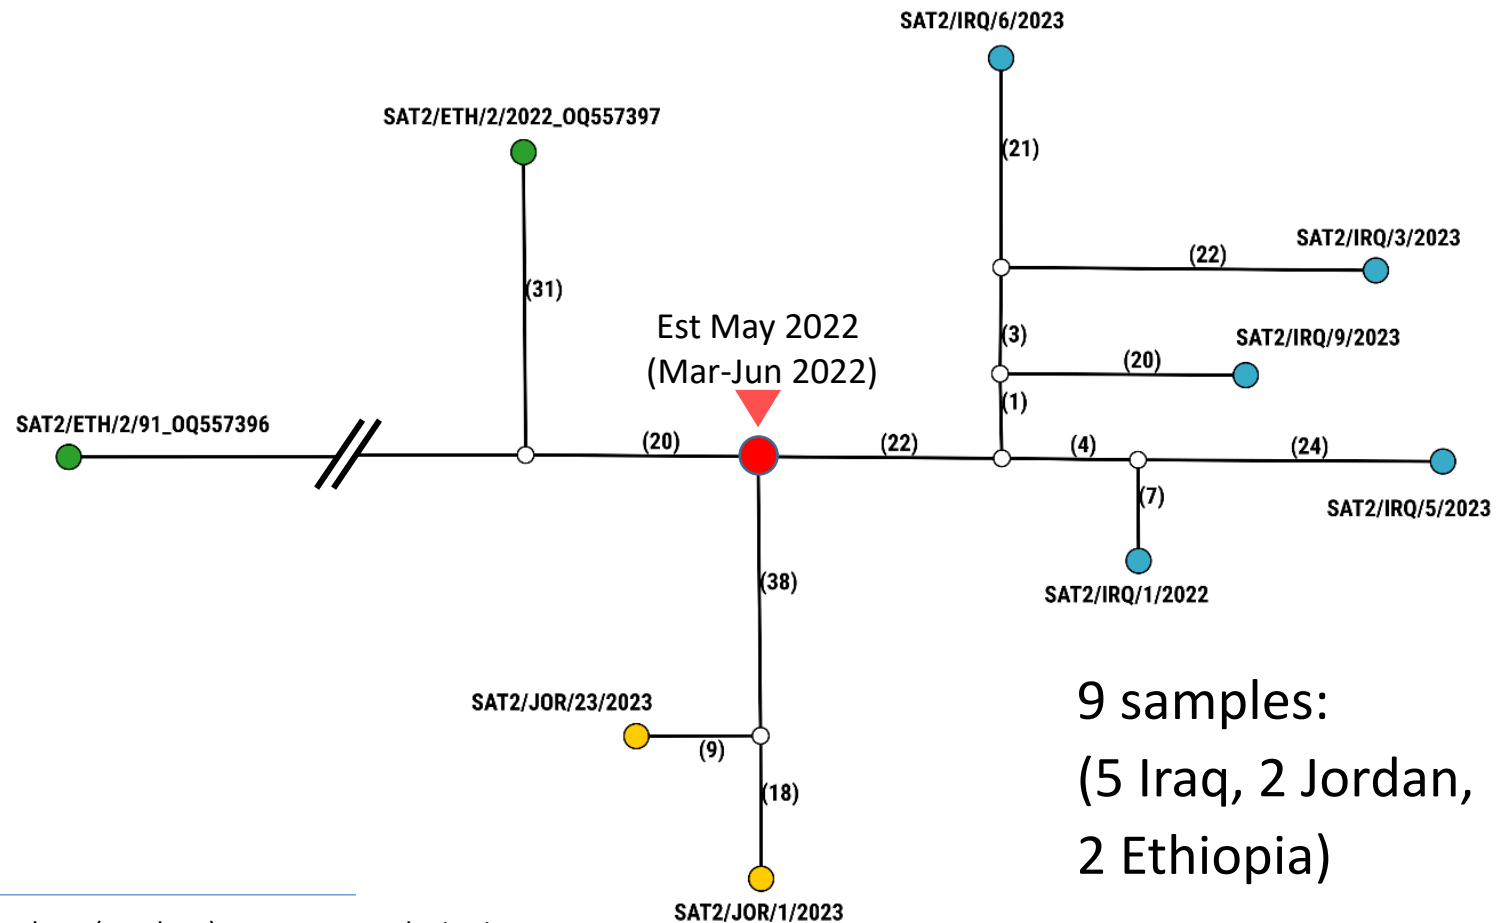 SAT2/IRQ/6/2023
SAT2/ETH/2/2022_OQ557397
(21)
SAT2/IRQ/3/2023
(22)
(31)
Est May 2022
(Mar-Jun 2022)
(3)
SAT2/IRQ/9/2023
(20)
(1)
SAT2/ETH/2/91_OQ557396
(20)
(22)
(4)
(24)
(7)
SAT2/IRQ/5/2023
(38)
SAT2/IRQ/1/2022
SAT2/JOR/23/2023
(9)
(18)
SAT2/JOR/1/2023
9 samples:
(5 Iraq, 2 Jordan,
2 Ethiopia)